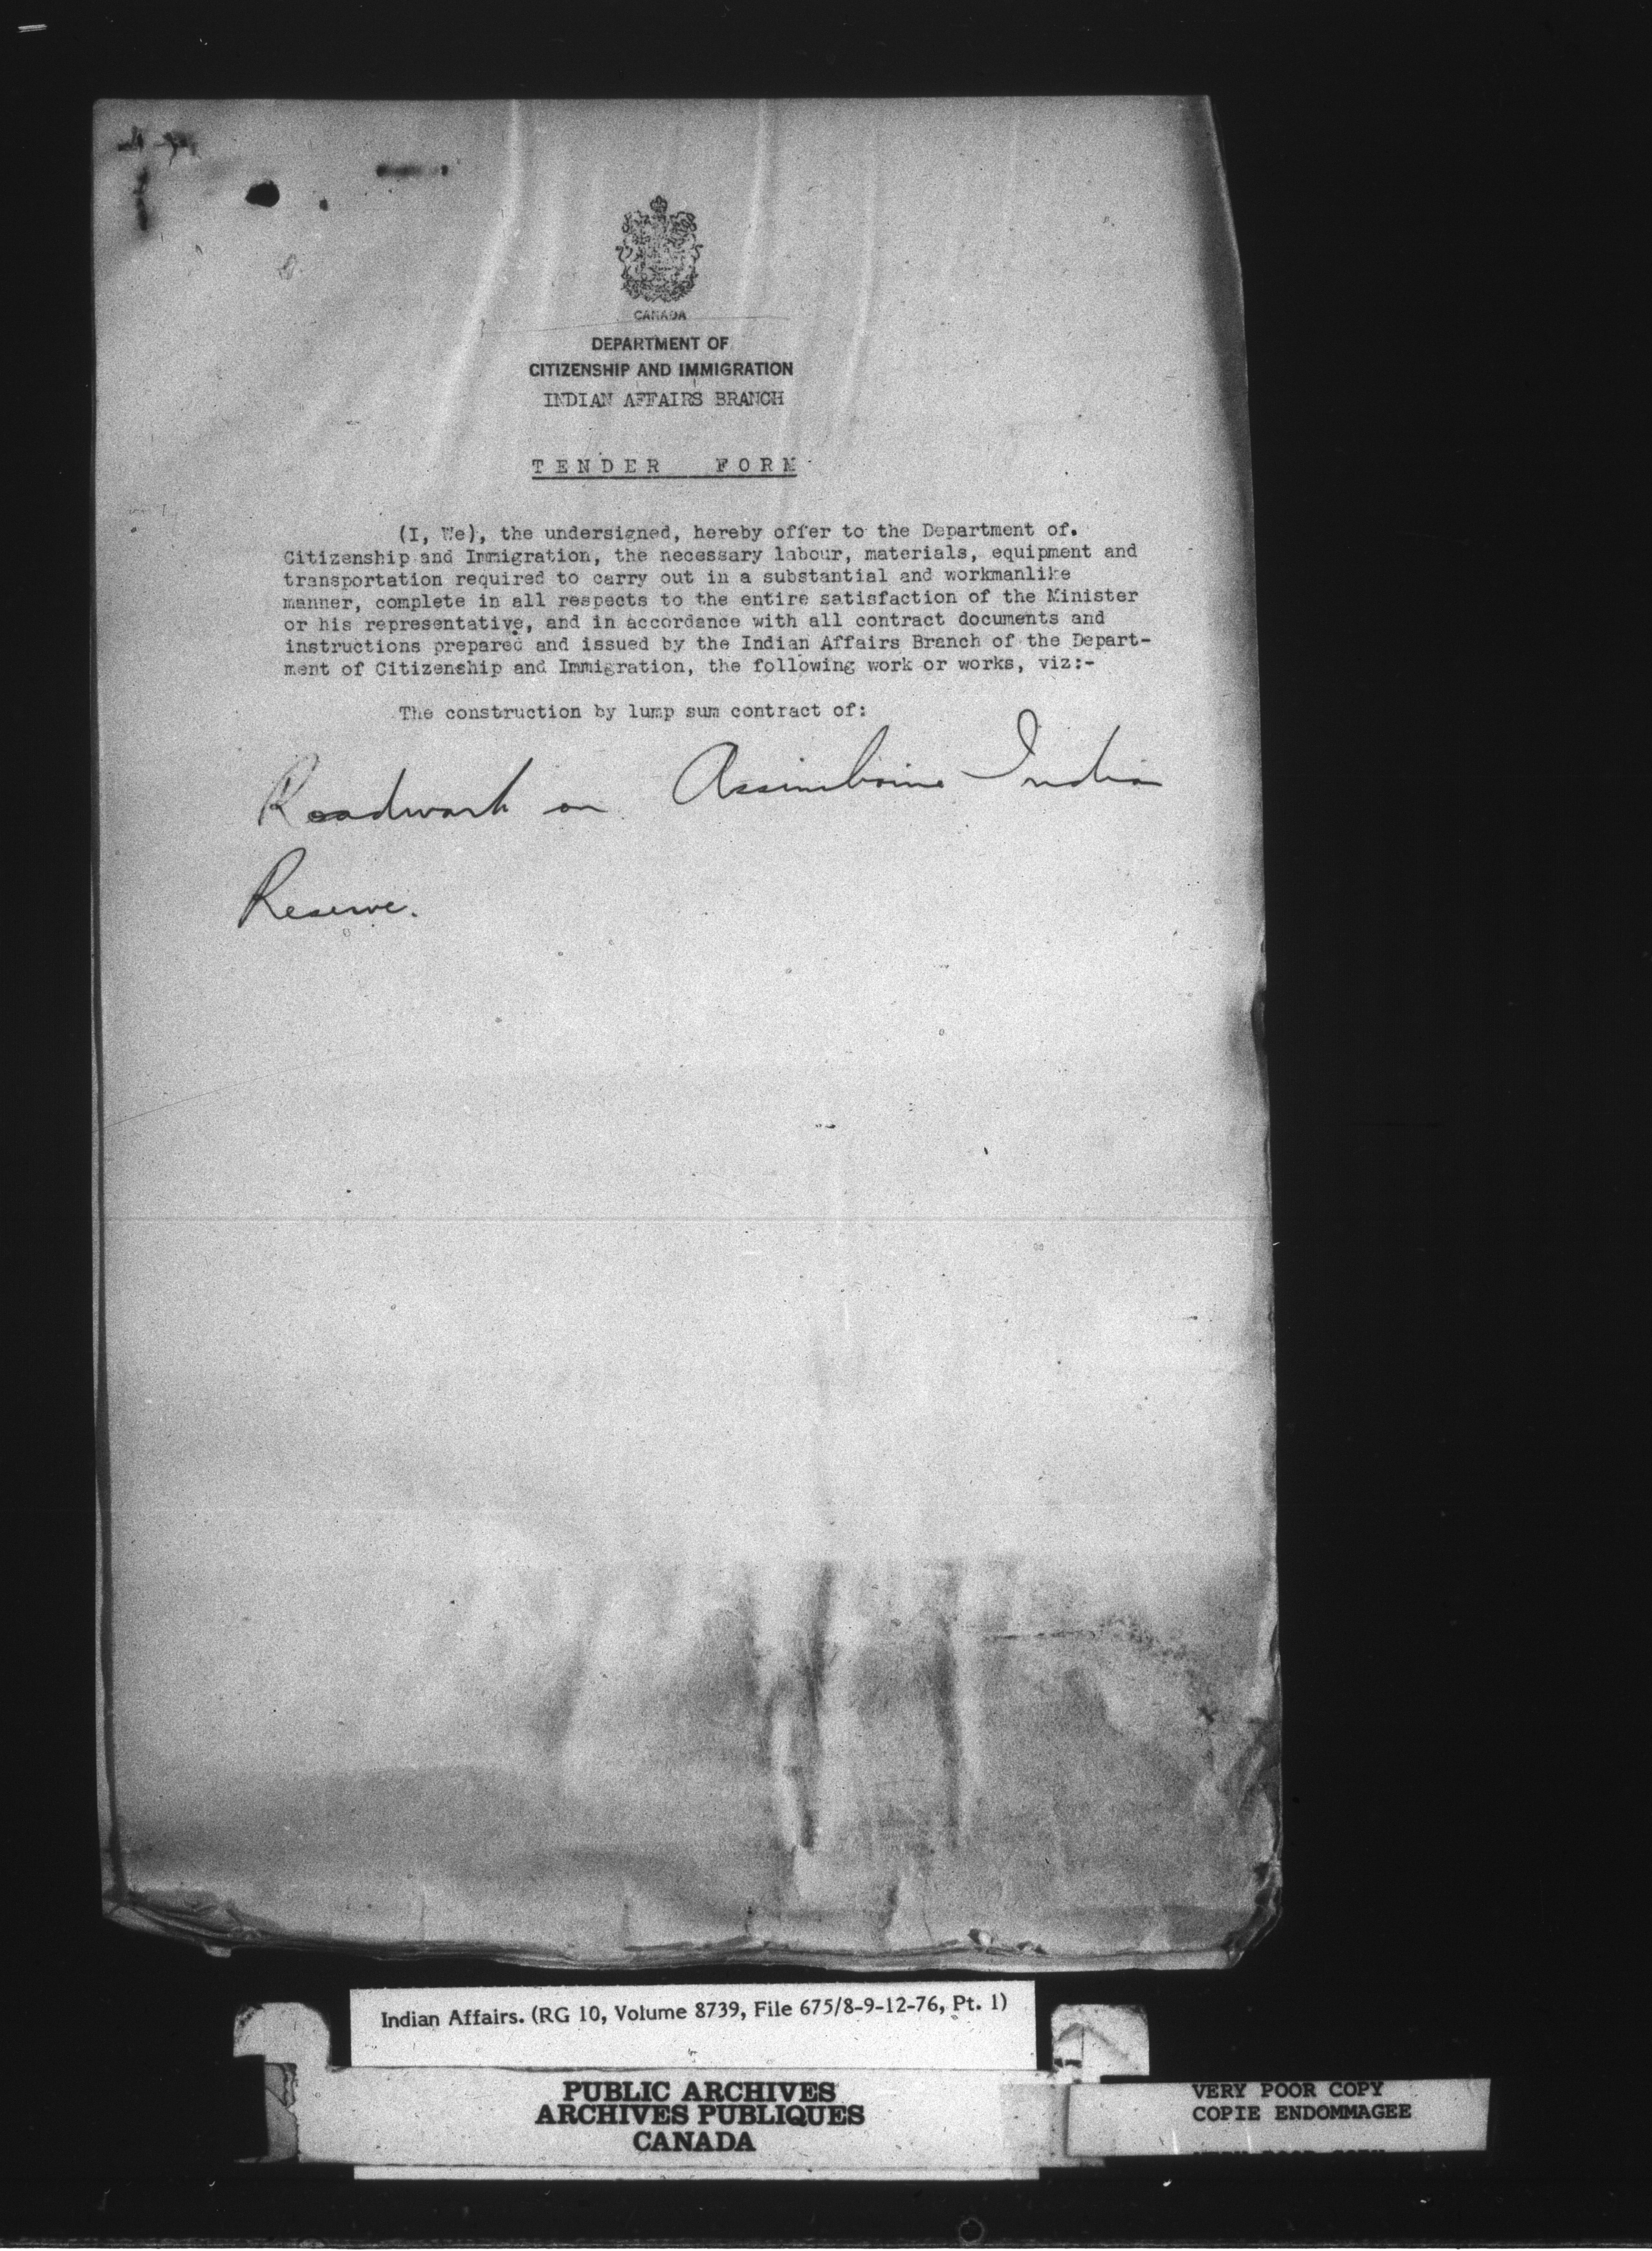 CANADA
DEPARTMENT OF
CITIZENSHIP AND IMMIGRATION
INDIAN AFFAIRS BRANCH
TENDER FORM
(I, We), the undersigned, hereby offer to the Department of.
Citizenship and Immigration, the necessary labour, materials, equipment and
transportation required to carry out in a substantial and workmanlike
manner, complete in all respects to the entire satisfaction of the Minister
or his representative, and in accordance with all contract documents and
instructions prepared and issued by the Indian Affairs Branch of the Depart-
ment of Citizenship and Immigration, the following work or works, viz:-
The construction by lump sum contract of:
Roadwork on Assiniboine Indian
Reserve.
Indian Affairs. (RG 10, Volume 8739, File 675/8-9-12-76, Pt. 1)
PUBLIC ARCHIVES
ARCHIVES PUBLIQUES
CANADA
VERY POOR COPY
COPIE ENDOMMAGEE